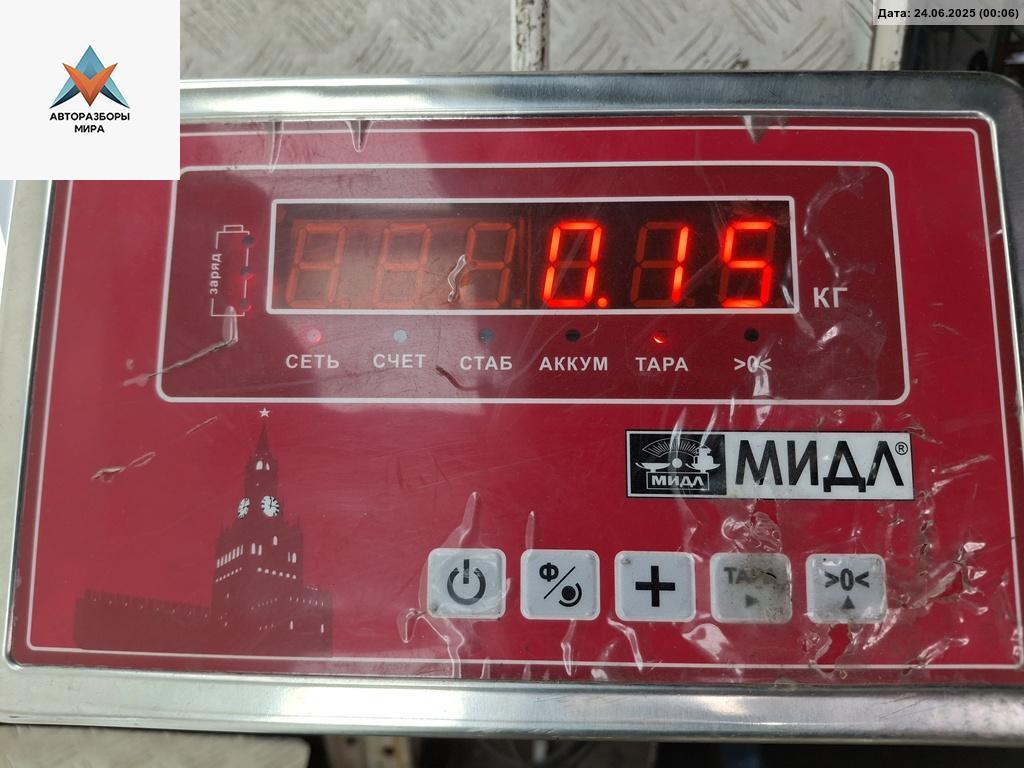 Дата: 24.06.2025 (00:06)
АВТОРАЗБОРЫ
МИРА
заряд
0.15
КГ
СЕТЬ СЧЕТ СТАБ АККУМ ТАРА >0<
МИДЛ МИДЛ®
Ф >0<